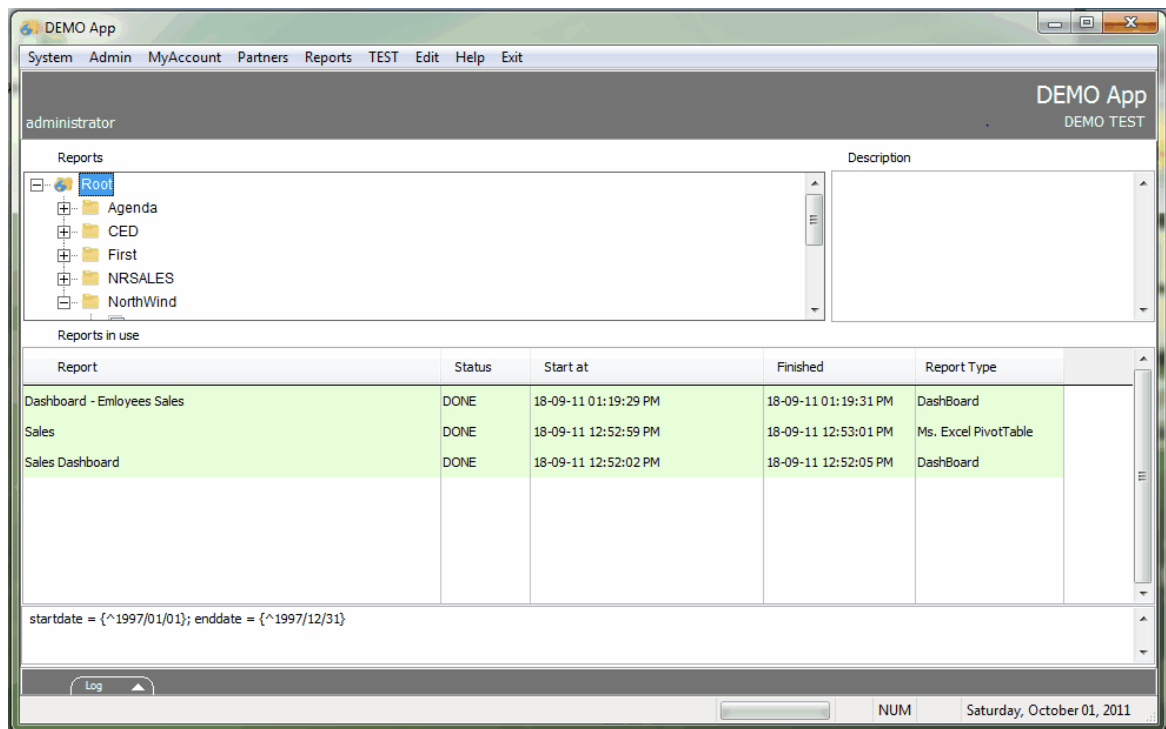 DEMO App
System Admin MyAccount Partners Reports TEST Edit Help Exit
DEMO App
administrator DEMO TEST
Reports Description
Root
Agenda
CED
First
NRSALES
NorthWind
Reports in use
Report Status Start at Finished Report Type
Dashboard - Emloyees Sales DONE 18-09-11 01:19:29 PM 18-09-11 01:19:31 PM DashBoard
Sales DONE 18-09-11 12:52:59 PM 18-09-11 12:53:01 PM Ms. Excel PivotTable
Sales Dashboard DONE 18-09-11 12:52:02 PM 18-09-11 12:52:05 PM DashBoard
startdate = {^1997/01/01}; enddate = {^1997/12/31}
Log
NUM Saturday, October 01, 2011